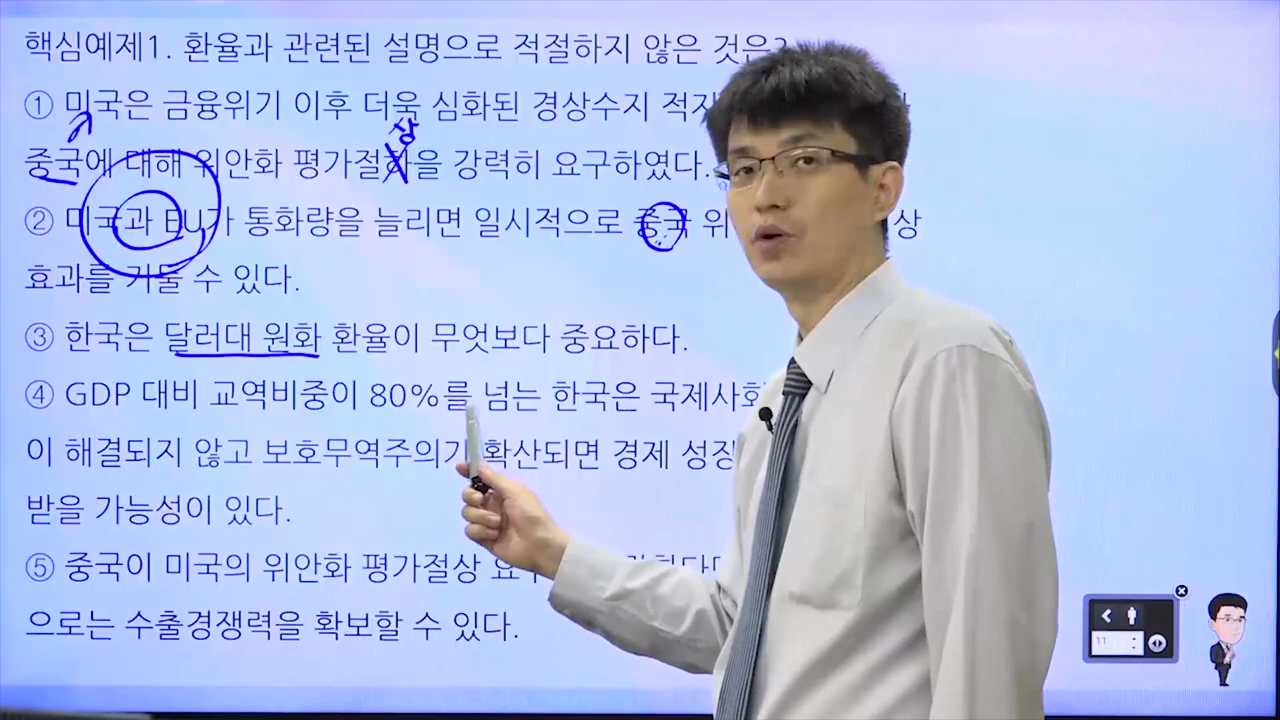 핵심예제1. 환율과 관련된 설명으로 적절하지 않은 것은?
① 미국은 금융위기 이후 더욱 심화된 경상수지
상
중국에 대해 위안화 평가절하을 강력히 요구하였다.
② 미국과 EU가 통화량을 늘리면 일시적으로 중국 위 상
효과를 거둘 수 있다.
③ 한국은 달러대 원화 환율이 무엇보다 중요하다.
④ GDP 대비 교역비중이 80%를 넘는 한국은 국제사회
이 해결되지 않고 보호무역주의가 확산되면 경제 성장
받을 가능성이 있다.
⑤ 중국이 미국의 위안화 평가절상
으로는 수출경쟁력을 확보할 수 있다.
11